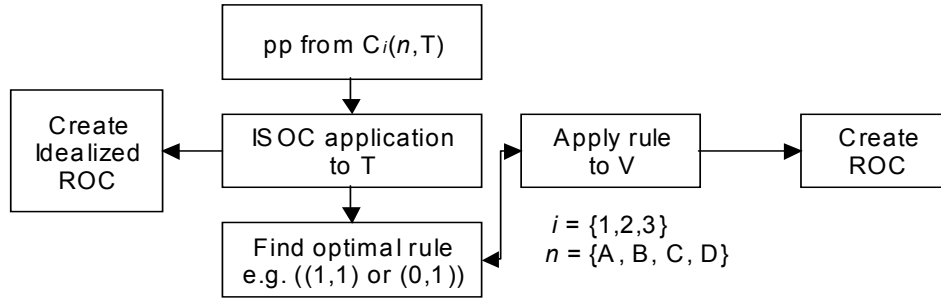 pp from Ci(n,T)
Create
Idealized
ROC
ISOC application
to T
Apply rule
to V
Create
ROC
Find optimal rule
e.g. ((1,1) or (0,1))
i = {1,2,3}
n = {A, B, C, D}